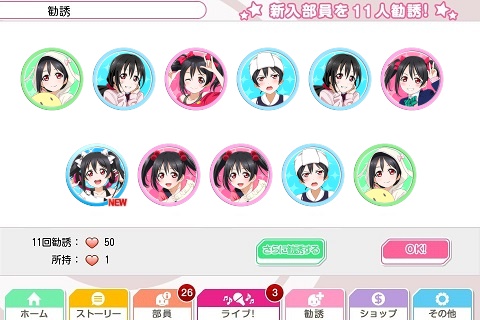 勧誘
新入部員を11人勧誘!
NEW
11回勧誘: 50
所持: 1
さらに勧誘する
OK!
26
3
ホーム
ストーリー
部員
ライブ!
勧誘
ショップ
その他